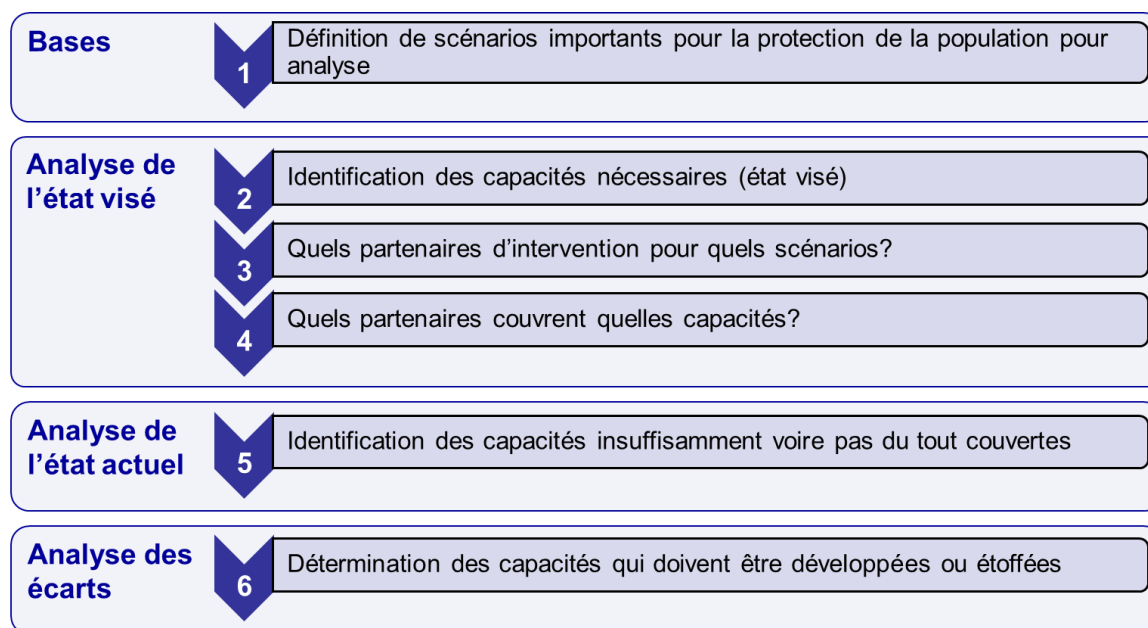 Bases
1
Définition de scénarios importants pour la protection de la population pour
analyse
Analyse de
l’état visé
2
Identification des capacités nécessaires (état visé)
3
Quels partenaires d’intervention pour quels scénarios?
4
Quels partenaires couvrent quelles capacités?
Analyse de
l’état actuel
5
Identification des capacités insuffisamment voire pas du tout couvertes
Analyse des
écarts
6
Détermination des capacités qui doivent être développées ou étoffées